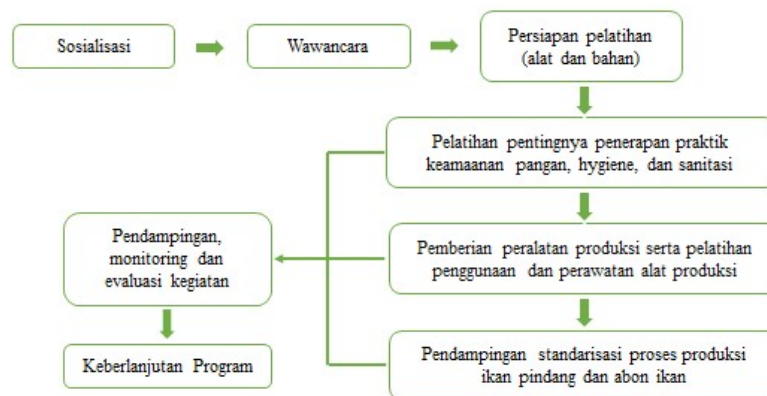 Sosialisasi
Wawancara
Persiapan pelatihan
(alat dan bahan)
Pelatihan pentingnya penerapan praktik
keamaanan pangan, hygiene, dan sanitasi
Pemberian peralatan produksi serta pelatihan
penggunaan dan perawatan alat produksi
Pendampingan standarisasi proses produksi
ikan pindang dan abon ikan
Pendampingan,
monitoring dan
evaluasi kegiatan
Keberlanjutan Program